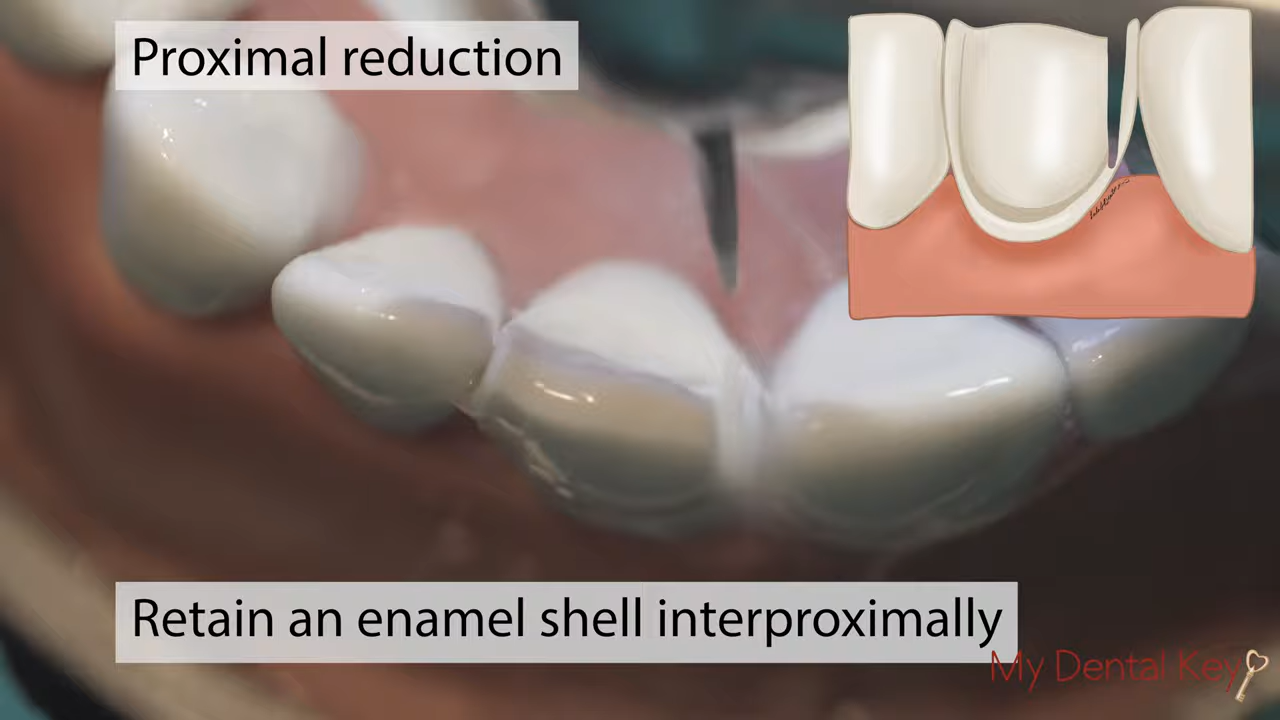 Proximal reduction
Retain an enamel shell interproximally
My Dental Key